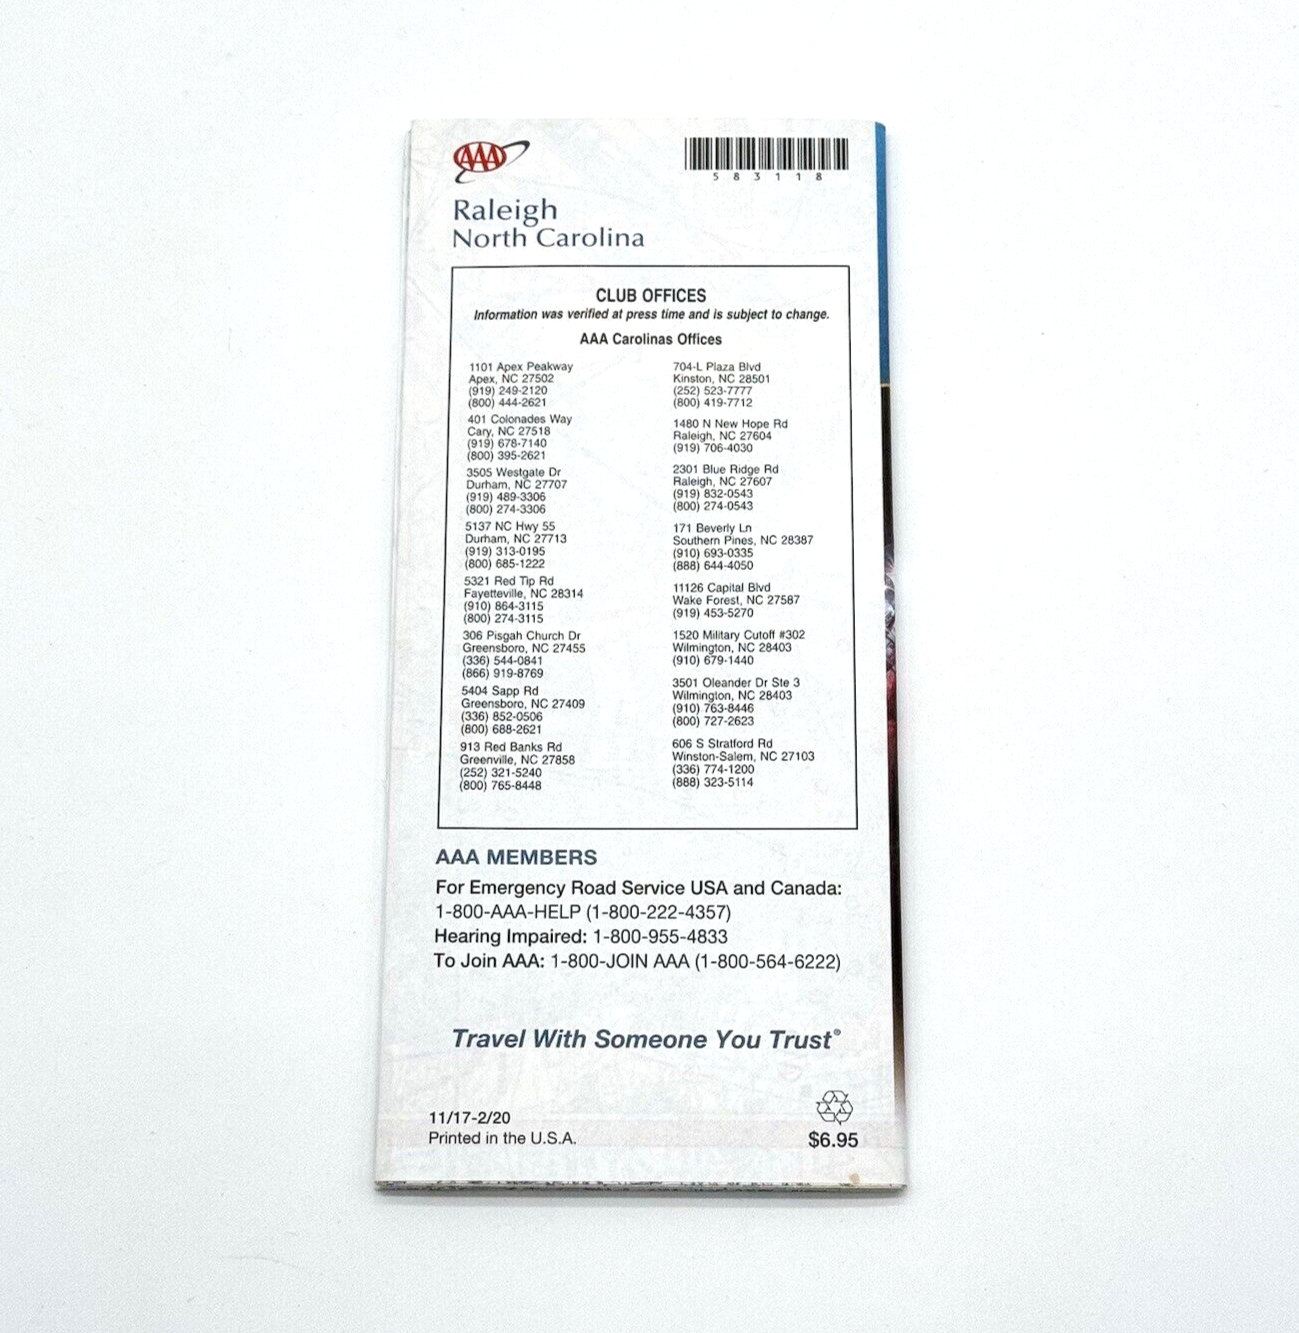 AAA
5 8 3 1 1 8
Raleigh
North Carolina
CLUB OFFICES
Information was verified at press time and is subject to change.
AAA Carolinas Offices
1101 Apex Peakway
Apex, NC 27502
(919) 249-2120
(800) 444-2621
401 Colonades Way
Cary, NC 27518
(919) 678-7140
(800) 395-2621
3505 Westgate Dr
Durham, NC 27707
(919) 489-3306
(800) 274-3306
5137 NC Hwy 55
Durham, NC 27713
(919) 313-0195
(800) 685-1222
5321 Red Tip Rd
Fayetteville, NC 28314
(910) 864-3115
(800) 274-3115
306 Pisgah Church Dr
Greensboro, NC 27455
(336) 544-0841
(866) 919-8769
5404 Sapp Rd
Greensboro, NC 27409
(336) 852-0506
(800) 688-2621
913 Red Banks Rd
Greenville, NC 27858
(252) 321-5240
(800) 765-8448
704-L Plaza Blvd
Kinston, NC 28501
(252) 523-7777
(800) 419-7712
1480 N New Hope Rd
Raleigh, NC 27604
(919) 706-4030
2301 Blue Ridge Rd
Raleigh, NC 27607
(919) 832-0543
(800) 274-0543
171 Beverly Ln
Southern Pines, NC 28387
(910) 693-0335
(888) 644-4050
11126 Capital Blvd
Wake Forest, NC 27587
(919) 453-5270
1520 Military Cutoff #302
Wilmington, NC 28403
(910) 679-1440
3501 Oleander Dr Ste 3
Wilmington, NC 28403
(910) 763-8446
(800) 727-2623
606 S Stratford Rd
Winston-Salem, NC 27103
(336) 774-1200
(888) 323-5114
AAA MEMBERS
For Emergency Road Service USA and Canada:
1-800-AAA-HELP (1-800-222-4357)
Hearing Impaired: 1-800-955-4833
To Join AAA: 1-800-JOIN AAA (1-800-564-6222)
Travel With Someone You Trust®
11/17-2/20
Printed in the U.S.A.
$6.95